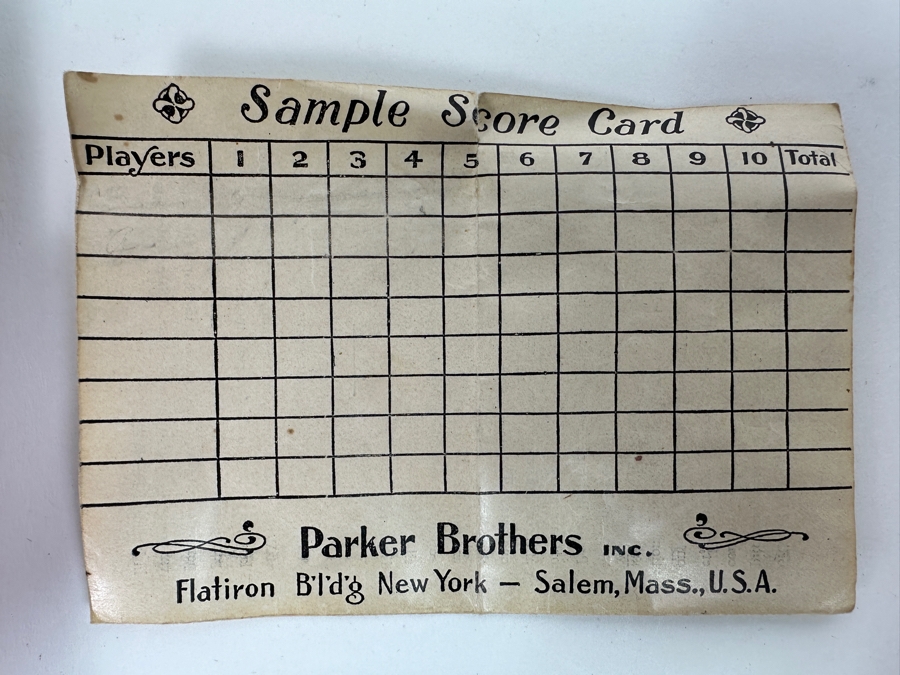 Sample Score Card
Players 1 2 3 4 5 6 7 8 9 10 Total
Parker Brothers INC.
Flatiron B'l'd'g New York — Salem, Mass., U.S.A.